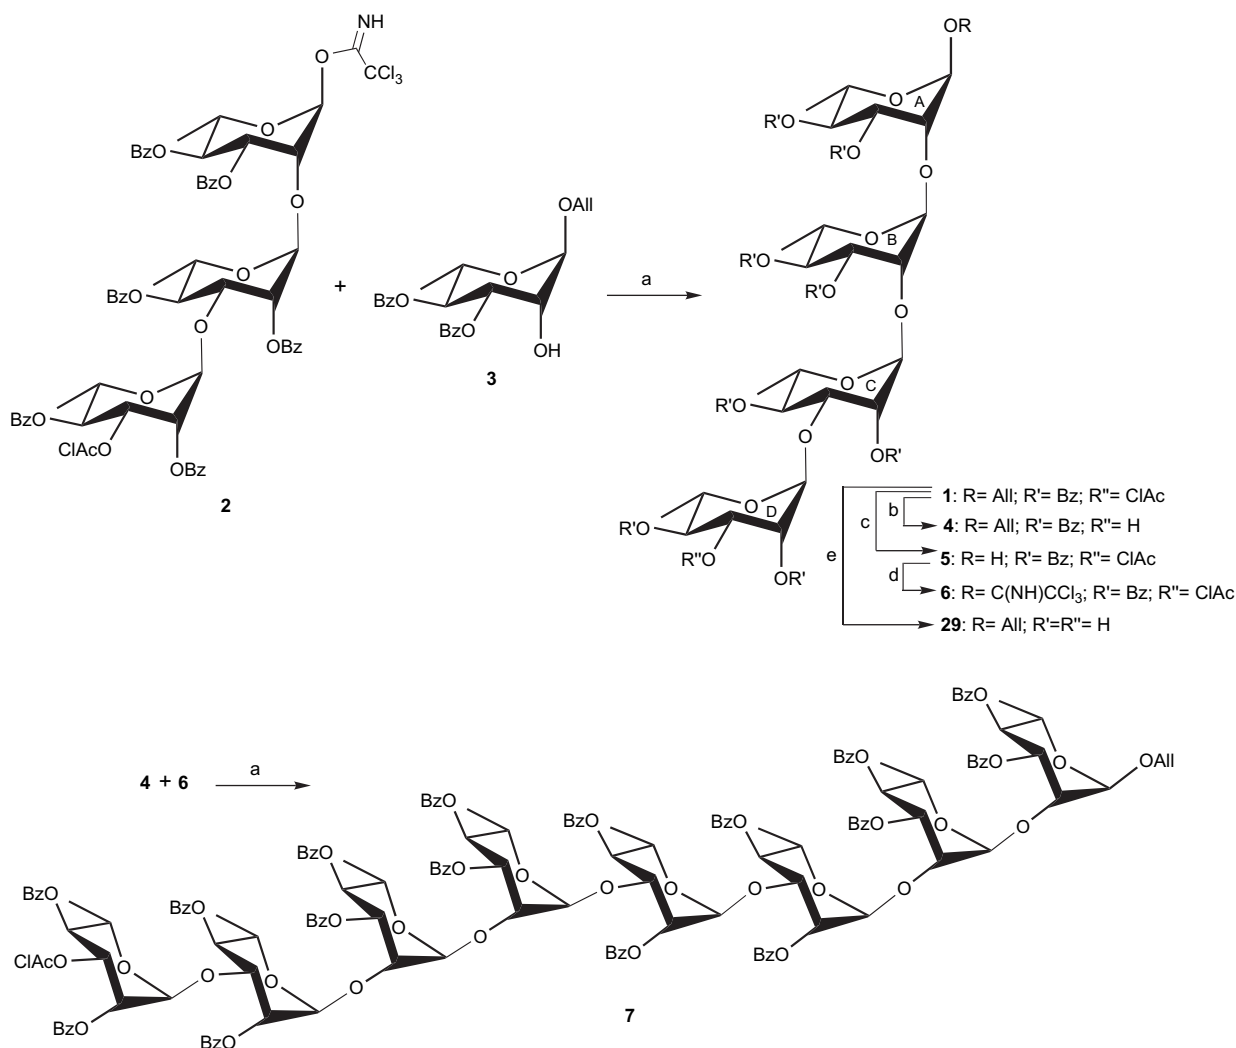 NH
O
CCl3
O
BzO
BzO
O
OAll
O
BzO
O
BzO
OBz
O
BzO
ClAcO
OBz
2
+
O
BzO
BzO
OH
3
a
OR
O
A
R'O
R'O
O
O
B
R'O
R'O
O
O
C
R'O
O
OR'
O
D
R'O
R''O
OR'
1: R= All; R'= Bz; R''= ClAc
b
4: R= All; R'= Bz; R''= H
c
5: R= H; R'= Bz; R''= ClAc
e
d
6: R= C(NH)CCl3; R'= Bz; R''= ClAc
29: R= All; R'=R''= H
4 + 6
a
BzO
O
BzO
OAll
BzO
O
BzO
O
BzO
O
BzO
O
BzO
O
O
BzO
BzO
O
O
BzO
BzO
O
O
BzO
BzO
O
O
BzO
BzO
O
O
ClAcO
O
BzO
O
BzO
7